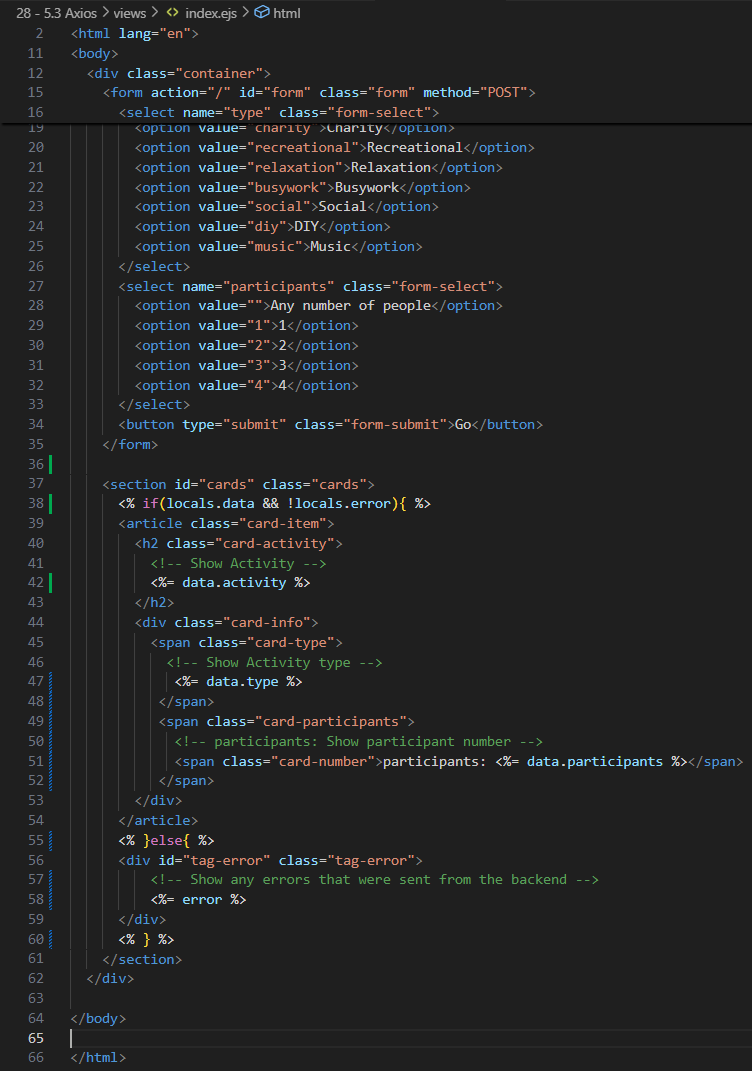 28 - 5.3 Axios > views > <> index.ejs > html
2 <html lang="en">
11 <body>
12 <div class="container">
15 <form action="/" id="form" class="form" method="POST">
16 <select name="type" class="form-select">
19 <option value="charity">Charity</option>
20 <option value="recreational">Recreational</option>
21 <option value="relaxation">Relaxation</option>
22 <option value="busywork">Busywork</option>
23 <option value="social">Social</option>
24 <option value="diy">DIY</option>
25 <option value="music">Music</option>
26 </select>
27 <select name="participants" class="form-select">
28 <option value="">Any number of people</option>
29 <option value="1">1</option>
30 <option value="2">2</option>
31 <option value="3">3</option>
32 <option value="4">4</option>
33 </select>
34 <button type="submit" class="form-submit">Go</button>
35 </form>
36
37 <section id="cards" class="cards">
38 <% if(locals.data && !locals.error){ %>
39 <article class="card-item">
40 <h2 class="card-activity">
41 <!-- Show Activity -->
42 <%= data.activity %>
43 </h2>
44 <div class="card-info">
45 <span class="card-type">
46 <!-- Show Activity type -->
47 <%= data.type %>
48 </span>
49 <span class="card-participants">
50 <!-- participants: Show participant number -->
51 <span class="card-number">participants: <%= data.participants %></span>
52 </span>
53 </div>
54 </article>
55 <% }else{ %>
56 <div id="tag-error" class="tag-error">
57 <!-- Show any errors that were sent from the backend -->
58 <%= error %>
59 </div>
60 <% } %>
61 </section>
62 </div>
63
64 </body>
65
66 </html>